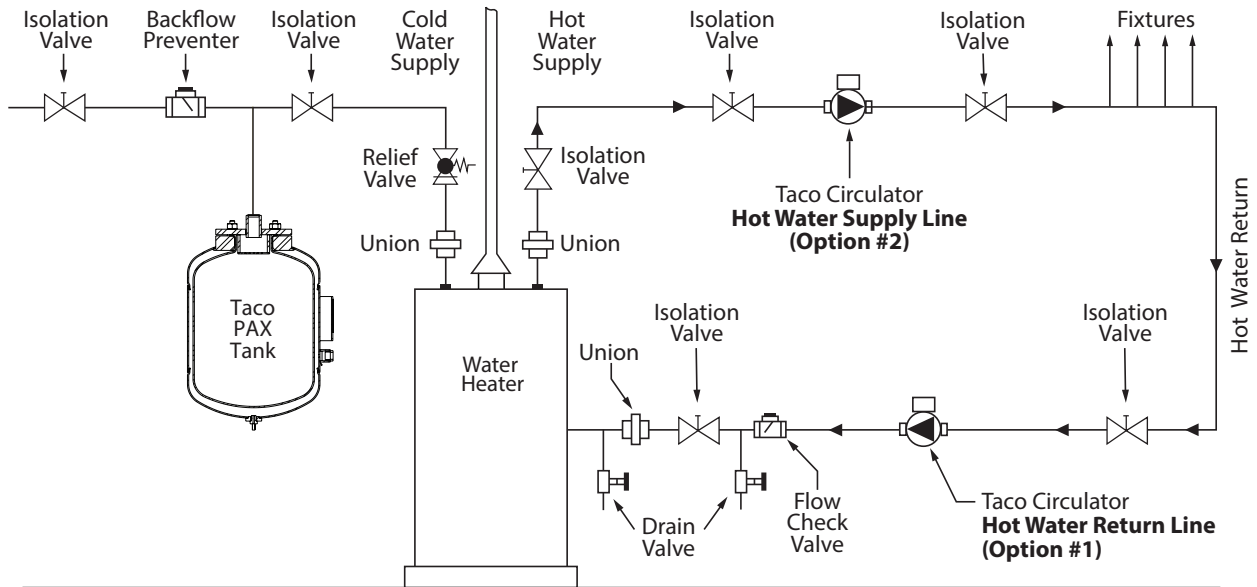 Isolation
Valve
Backflow
Preventer
Isolation
Valve
Cold
Water
Supply
Hot
Water
Supply
Isolation
Valve
Isolation
Valve
Fixtures
Relief
Valve
Isolation
Valve
Taco Circulator
Hot Water Supply Line
(Option #2)
Union
Union
Hot Water Return
Taco
PAX
Tank
Water
Heater
Union
Isolation
Valve
Isolation
Valve
Drain
Valve
Flow
Check
Valve
Taco Circulator
Hot Water Return Line
(Option #1)